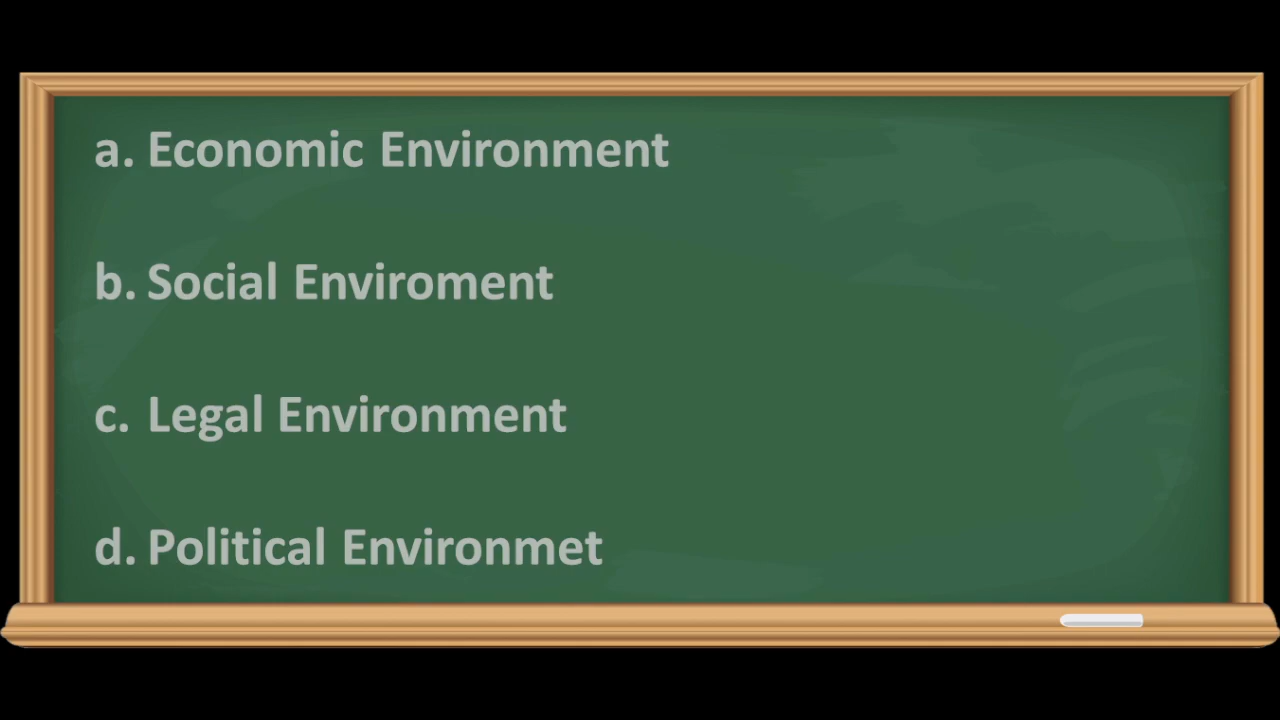 a. Economic Environment
b. Social Enviroment
c. Legal Environment
d. Political Environmet